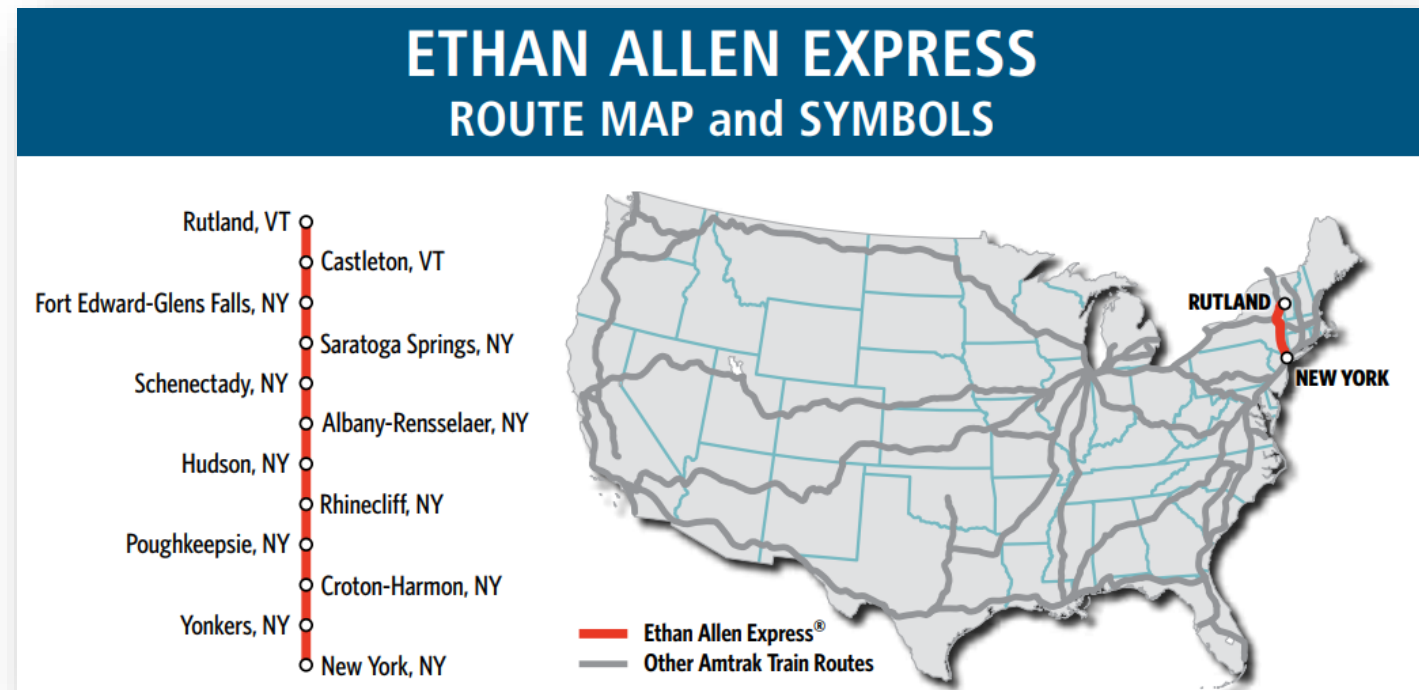 ETHAN ALLEN EXPRESS
ROUTE MAP and SYMBOLS
Rutland, VT
Castleton, VT
Fort Edward-Glens Falls, NY
Saratoga Springs, NY
Schenectady, NY
Albany-Rensselaer, NY
Hudson, NY
Rhinecliff, NY
Poughkeepsie, NY
Croton-Harmon, NY
Yonkers, NY
New York, NY
RUTLAND
NEW YORK
Ethan Allen Express®
Other Amtrak Train Routes